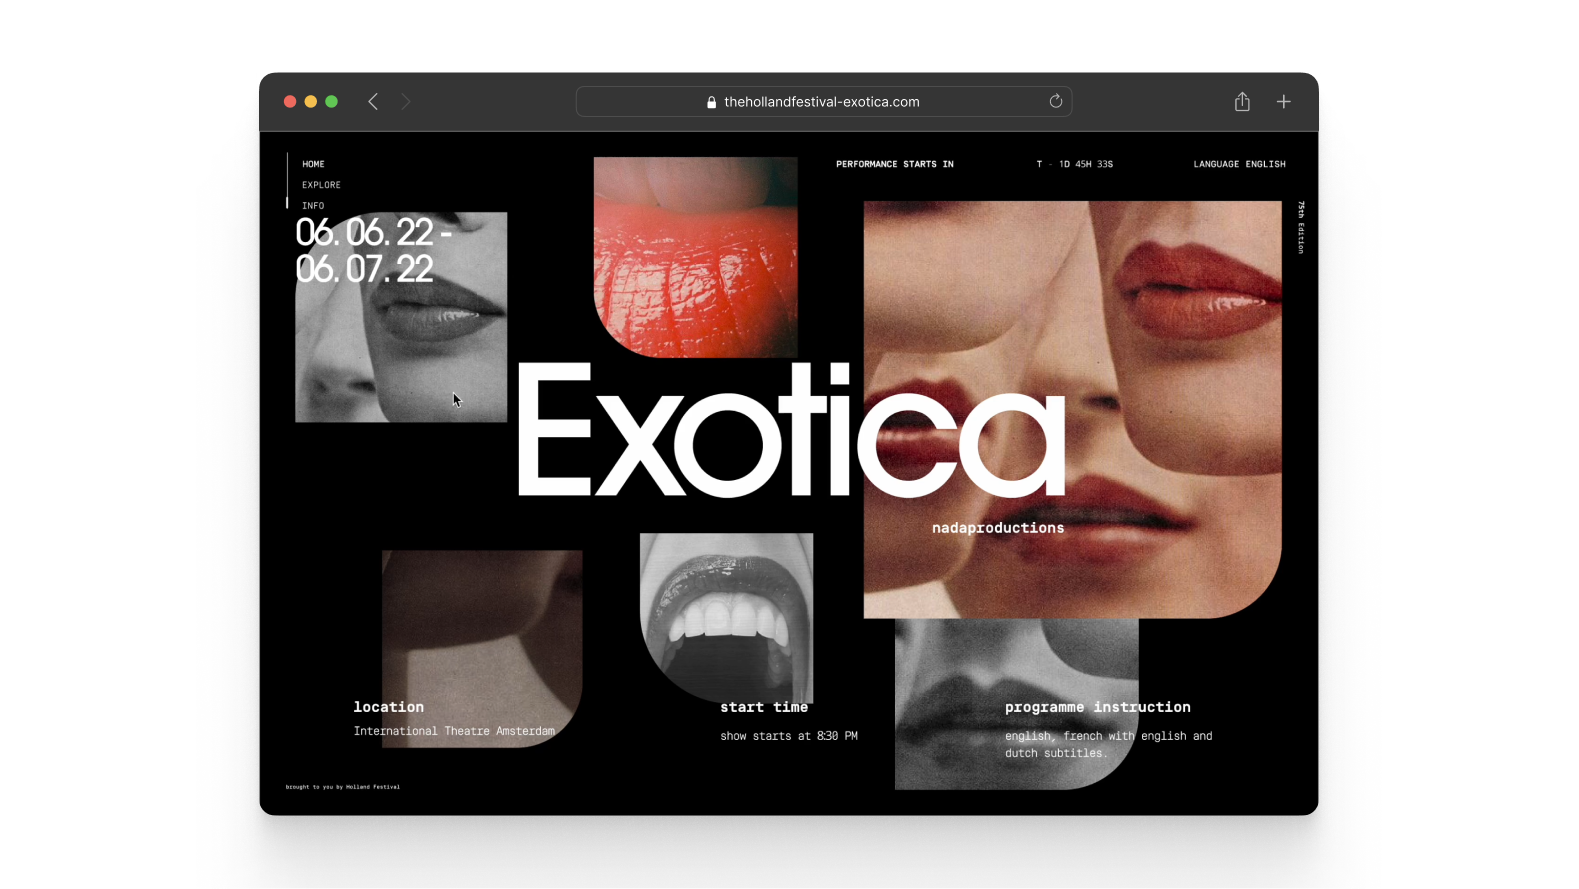 thehollandfestival-exotica.com
HOME
EXPLORE
INFO
PERFORMANCE STARTS IN
T - 1D 45H 33S
LANGUAGE ENGLISH
75th Edition
06.06.22 -
06.07.22
Exotica
nadaproductions
location
International Theatre Amsterdam
start time
show starts at 8:30 PM
programme instruction
english, french with english and
dutch subtitles.
brought to you by Holland Festival